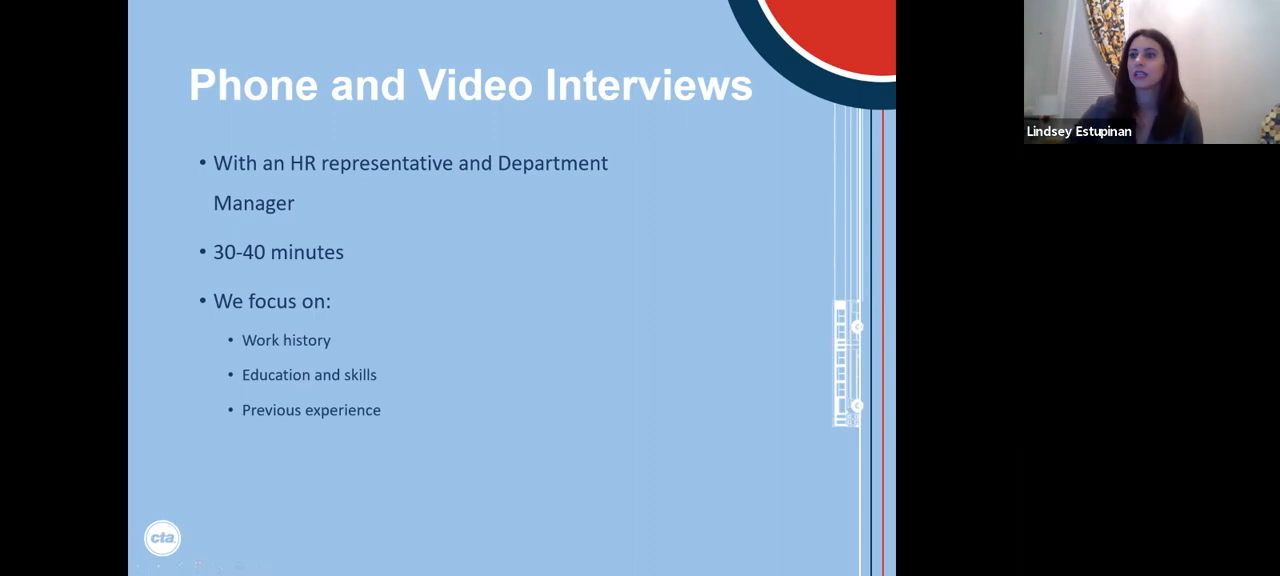 Phone and Video Interviews
• With an HR representative and Department
Manager
• 30-40 minutes
• We focus on:
• Work history
• Education and skills
• Previous experience
cta
Lindsey Estupinan